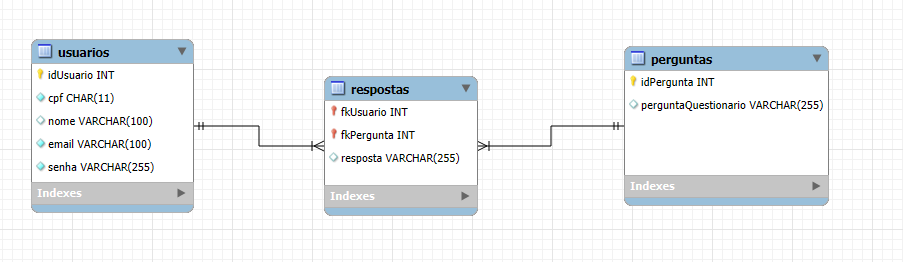 usuarios
idUsuario INT
cpf CHAR(11)
nome VARCHAR(100)
email VARCHAR(100)
senha VARCHAR(255)
Indexes
respostas
fkUsuario INT
fkPergunta INT
resposta VARCHAR(255)
Indexes
perguntas
idPergunta INT
perguntaQuestionario VARCHAR(255)
Indexes